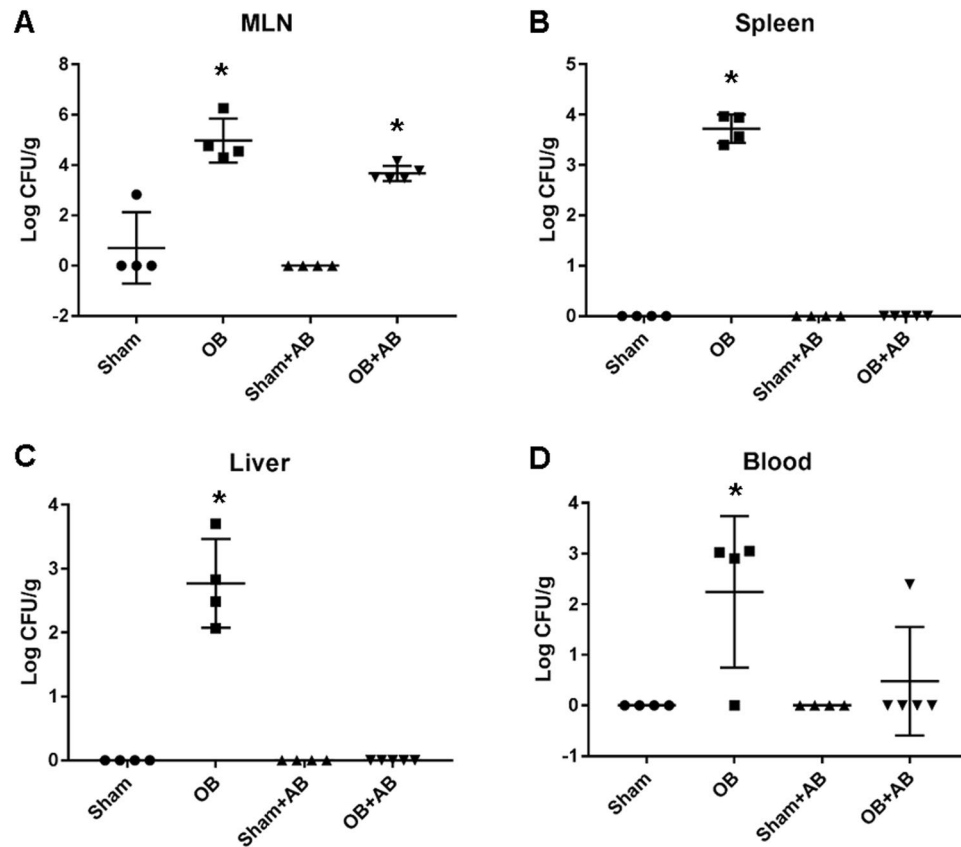 A
MLN
*
*
Log CFU/g
8
6
4
2
0
-2
Sham
OB
Sham+AB
OB+AB
B
Spleen
*
Log CFU/g
5
4
3
2
1
0
Sham
OB
Sham+AB
OB+AB
C
Liver
*
Log CFU/g
4
3
2
1
0
Sham
OB
Sham+AB
OB+AB
D
Blood
*
Log CFU/g
4
3
2
1
0
-1
Sham
OB
Sham+AB
OB+AB